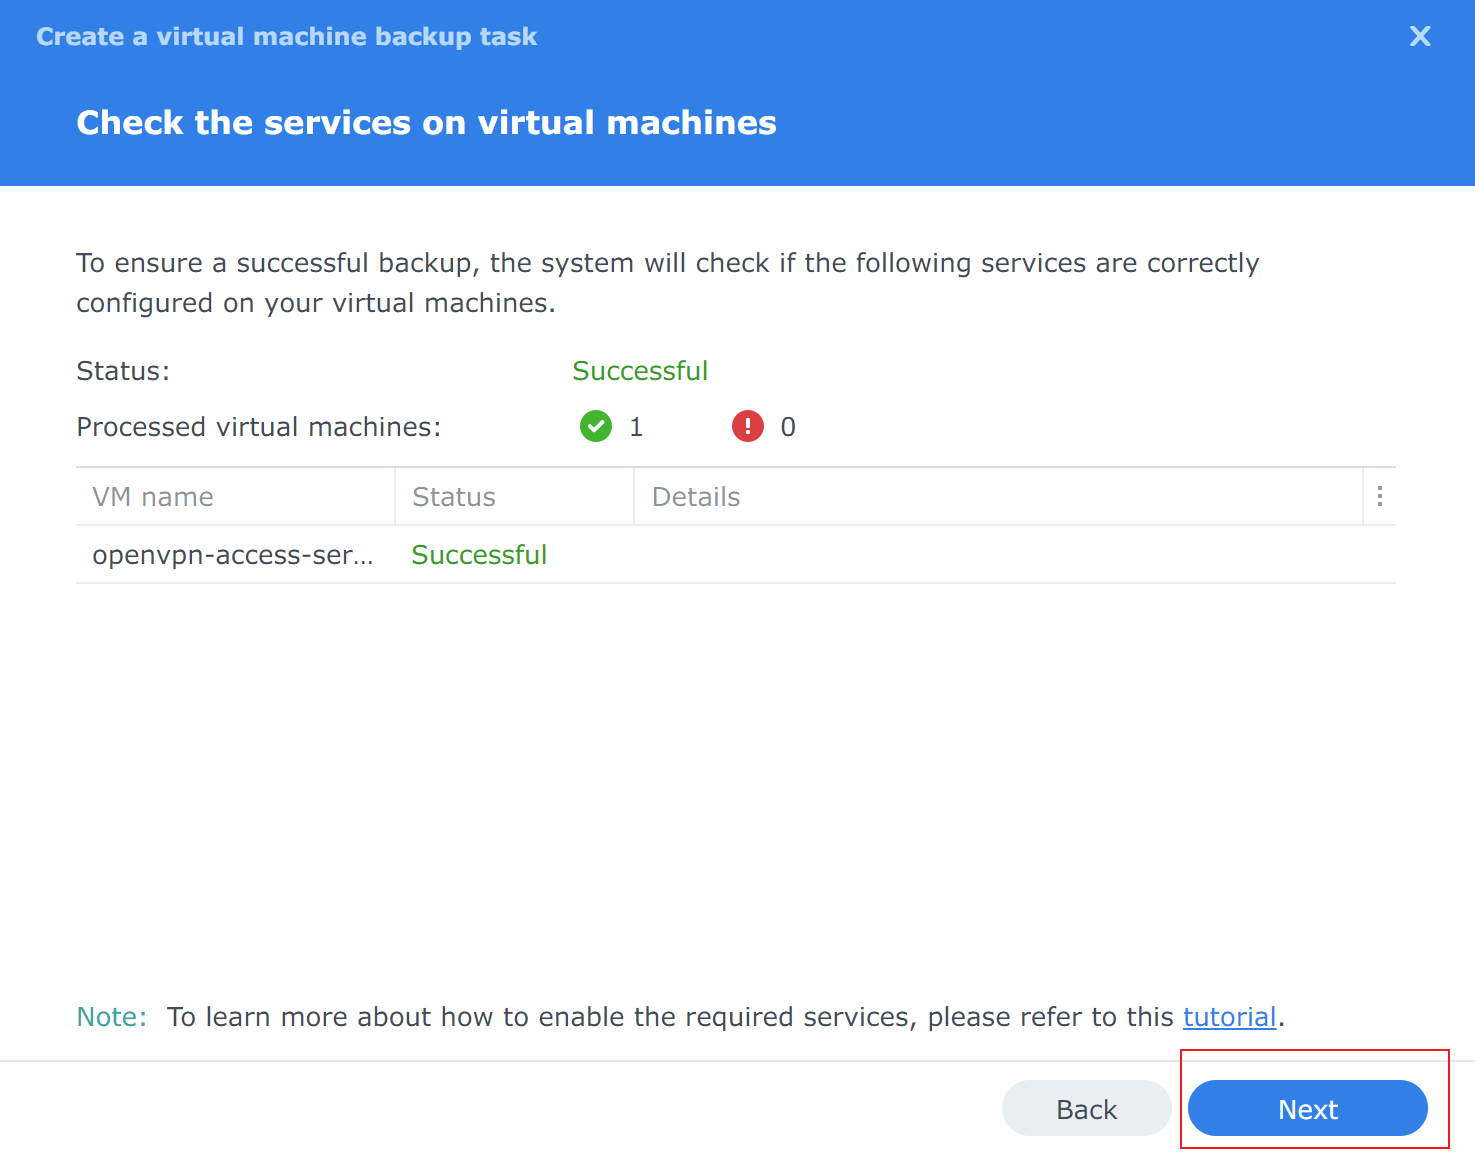 Create a virtual machine backup task
Check the services on virtual machines
To ensure a successful backup, the system will check if the following services are correctly
configured on your virtual machines.
Status: Successful
Processed virtual machines: 1 0
VM name Status Details
openvpn-access-ser... Successful
Note: To learn more about how to enable the required services, please refer to this tutorial.
Back Next